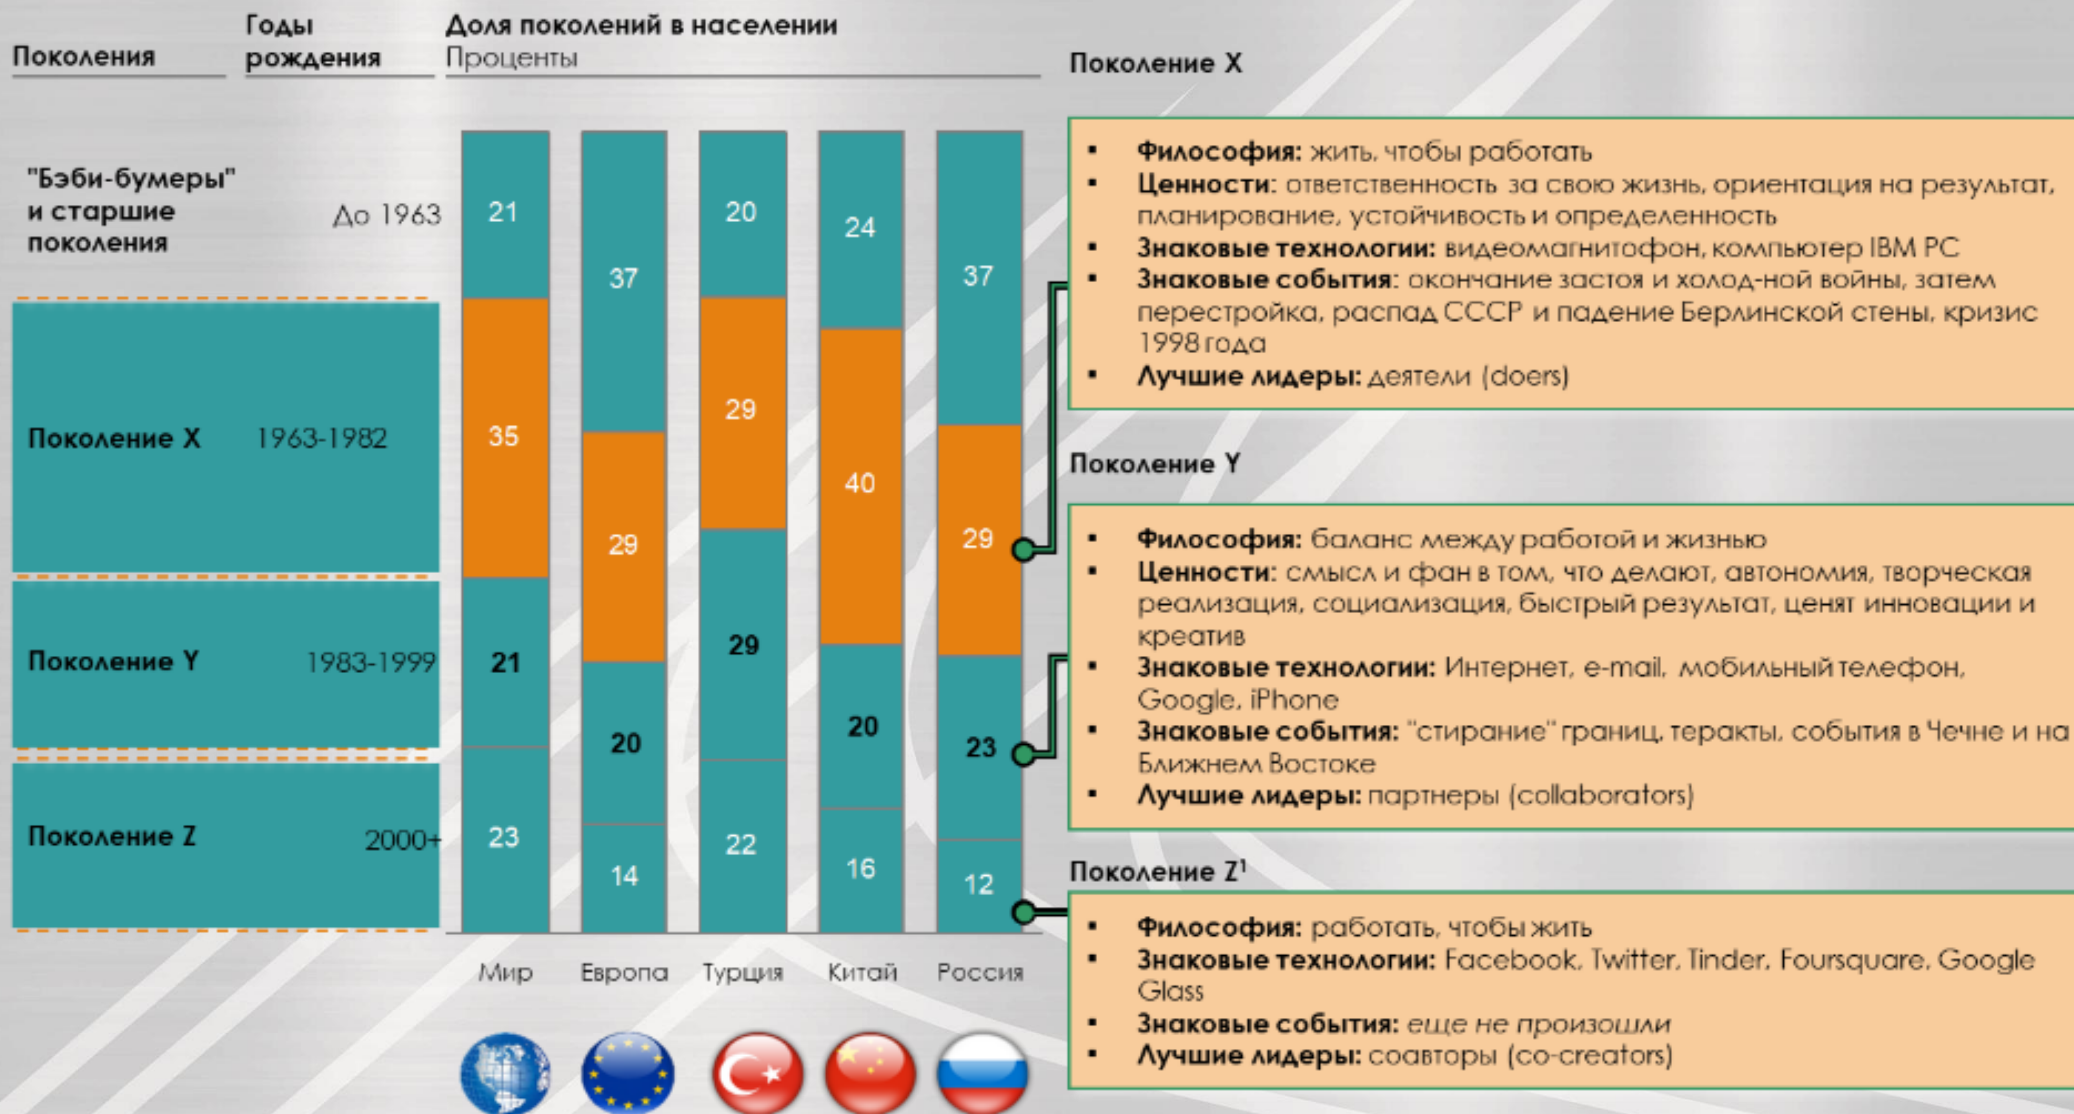 Поколения
Годы
рождения
Доля поколений в населении
Проценты
"Бэби-бумеры"
и старшие
поколения
До 1963
21
37
20
24
37
Поколение X
1963-1982
35
29
29
40
29
Поколение Y
1983-1999
21
20
29
20
23
Поколение Z
2000+
23
14
22
16
12
Мир
Европа
Турция
Китай
Россия
Поколение X
▪ Философия: жить, чтобы работать
▪ Ценности: ответственность за свою жизнь, ориентация на результат,
планирование, устойчивость и определенность
▪ Знаковые технологии: видеомагнитофон, компьютер IBM PC
▪ Знаковые события: окончание застоя и холод-ной войны, затем
перестройка, распад СССР и падение Берлинской стены, кризис
1998 года
▪ Лучшие лидеры: деятели (doers)
Поколение Y
▪ Философия: баланс между работой и жизнью
▪ Ценности: смысл и фан в том, что делают, автономия, творческая
реализация, социализация, быстрый результат, ценят инновации и
креатив
▪ Знаковые технологии: Интернет, e-mail, мобильный телефон,
Google, iPhone
▪ Знаковые события: "стирание" границ, теракты, события в Чечне и на
Ближнем Востоке
▪ Лучшие лидеры: партнеры (collaborators)
Поколение Z¹
▪ Философия: работать, чтобы жить
▪ Знаковые технологии: Facebook, Twitter, Tinder, Foursquare, Google
Glass
▪ Знаковые события: еще не произошли
▪ Лучшие лидеры: соавторы (co-creators)